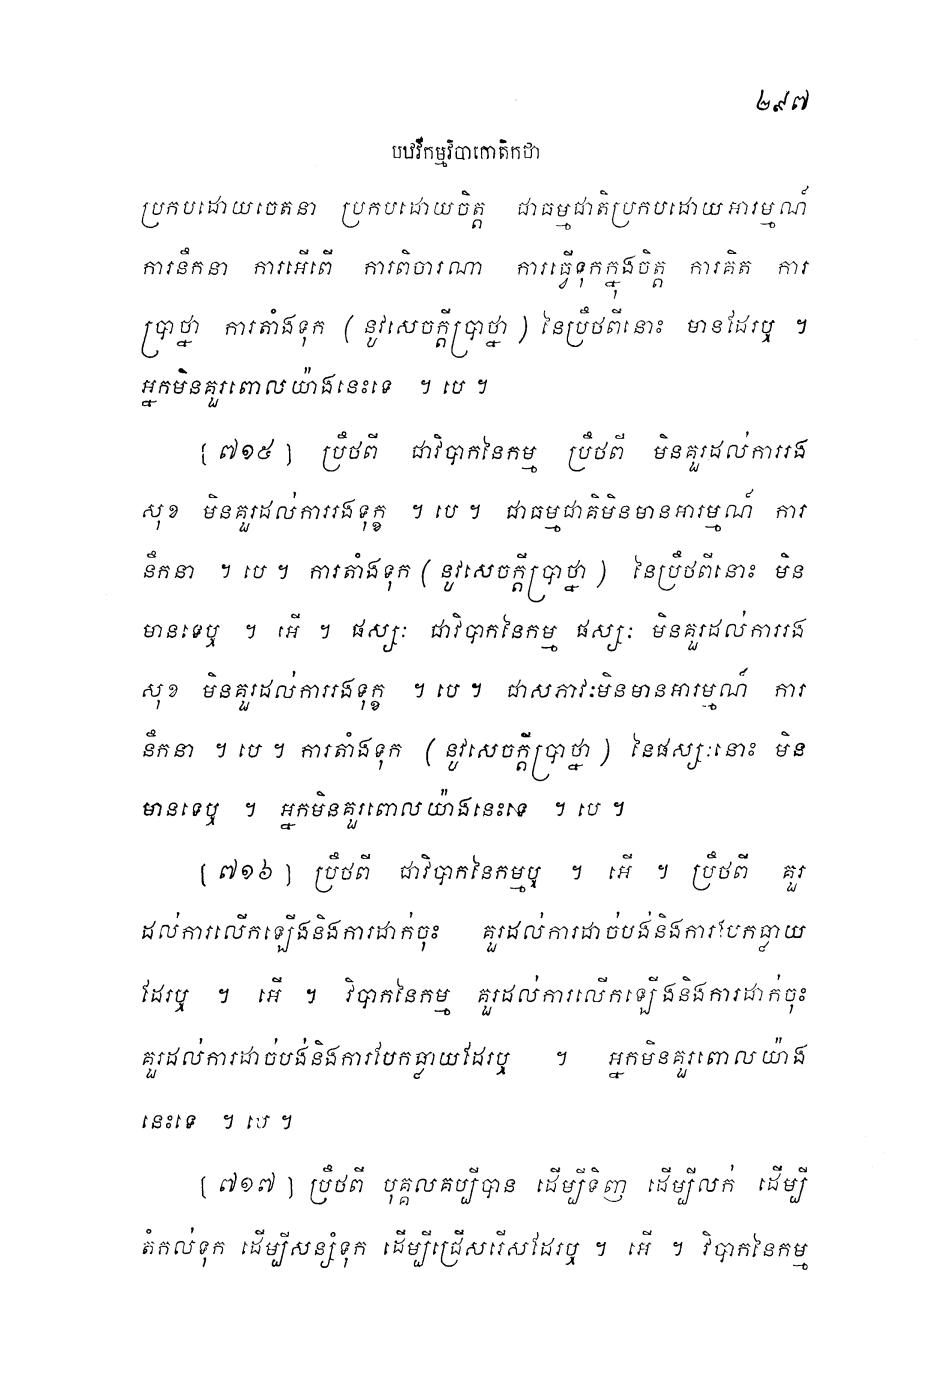 ២៩៧
បឋវីកម្មវិបាកោតិកថា
ប្រកបដោយចេតនា ប្រកបដោយចិត្ត ជាធម្មជាតិប្រកបដោយអារម្មណ៍
ការនឹកនា ការអើពើ ការពិចារណា ការធ្វើទុកក្នុងចិត្ត ការគិត ការ
ប្រាថ្នា ការតាំងទុក ( នូវសេចក្តីប្រាថ្នា ) នៃប្រឹថពីនោះ មានដែរឬ ។
អ្នកមិនគួរពោលយ៉ាងនេះទេ ។ បេ ។
[ ៧១៥ ] ប្រឹថពី ជាវិបាកនៃកម្ម ប្រឹថពី មិនគួរដល់ការរង
សុខ មិនគួរដល់ការរងទុក្ខ ។ បេ ។ ជាធម្មជាតិមិនមានអារម្មណ៍ ការ
នឹកនា ។ បេ ។ ការតាំងទុក ( នូវសេចក្តីប្រាថ្នា ) នៃប្រឹថពីនោះ មិន
មានទេឬ ។ អើ ។ ផស្សៈ ជាវិបាកនៃកម្ម ផស្សៈ មិនគួរដល់ការរង
សុខ មិនគួរដល់ការរងទុក្ខ ។ បេ ។ ជាសភាវៈមិនមានអារម្មណ៍ ការ
នឹកនា ។ បេ ។ ការតាំងទុក ( នូវសេចក្តីប្រាថ្នា ) នៃផស្សៈនោះ មិន
មានទេឬ ។ អ្នកមិនគួរពោលយ៉ាងនេះទេ ។ បេ ។
[ ៧១៦ ] ប្រឹថពី ជាវិបាកនៃកម្មឬ ។ អើ ។ ប្រឹថពី គួរ
ដល់ការលើកឡើងនិងការដាក់ចុះ គួរដល់ការដាច់បង់និងការបែកធ្លាយ
ដែរឬ ។ អើ ។ វិបាកនៃកម្ម គួរដល់ការលើកឡើងនិងការដាក់ចុះ
គួរដល់ការដាច់បង់និងការបែកធ្លាយដែរឬ ។ អ្នកមិនគួរពោលយ៉ាង
នេះទេ ។ បេ ។
[ ៧១៧ ] ប្រឹថពី បុគ្គលគប្បីបាន ដើម្បីទិញ ដើម្បីលក់ ដើម្បី
តំកល់ទុក ដើម្បីសន្សំទុក ដើម្បីជ្រើសរើសដែរឬ ។ អើ ។ វិបាកនៃកម្ម